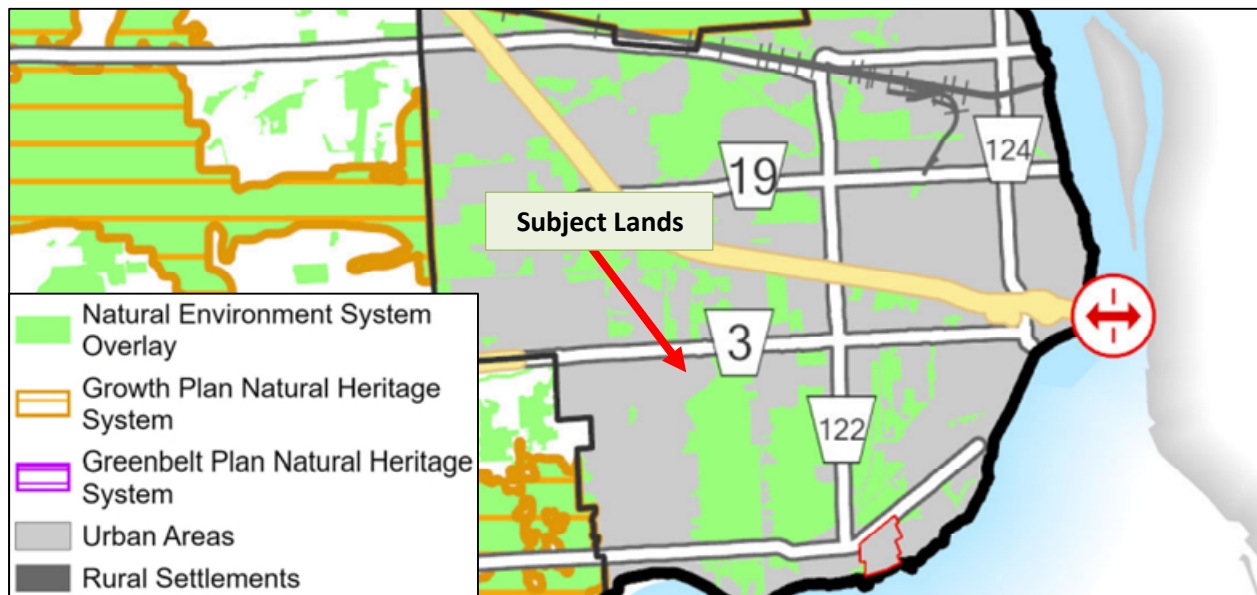 124
19
Subject Lands
3
122
Natural Environment System
Overlay
Growth Plan Natural Heritage
System
Greenbelt Plan Natural Heritage
System
Urban Areas
Rural Settlements